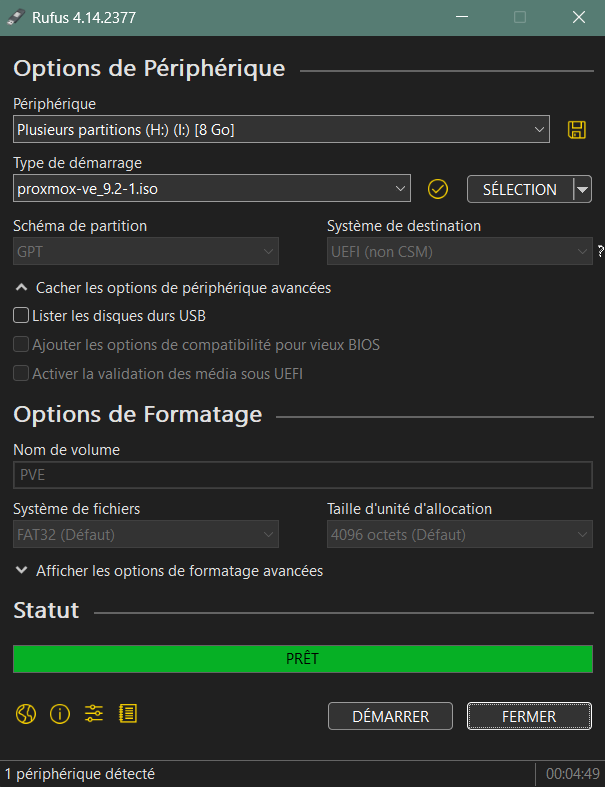 Rufus 4.14.2377
Options de Périphérique
Périphérique
Plusieurs partitions (H:) (I:) [8 Go]
Type de démarrage
proxmox-ve_9.2-1.iso
SÉLECTION
Schéma de partition
Système de destination
GPT
UEFI (non CSM)
?
Cacher les options de périphérique avancées
Lister les disques durs USB
Ajouter les options de compatibilité pour vieux BIOS
Activer la validation des média sous UEFI
Options de Formatage
Nom de volume
PVE
Système de fichiers
Taille d'unité d'allocation
FAT32 (Défaut)
4096 octets (Défaut)
Afficher les options de formatage avancées
Statut
PRÊT
DÉMARRER
FERMER
1 périphérique détecté
00:04:49